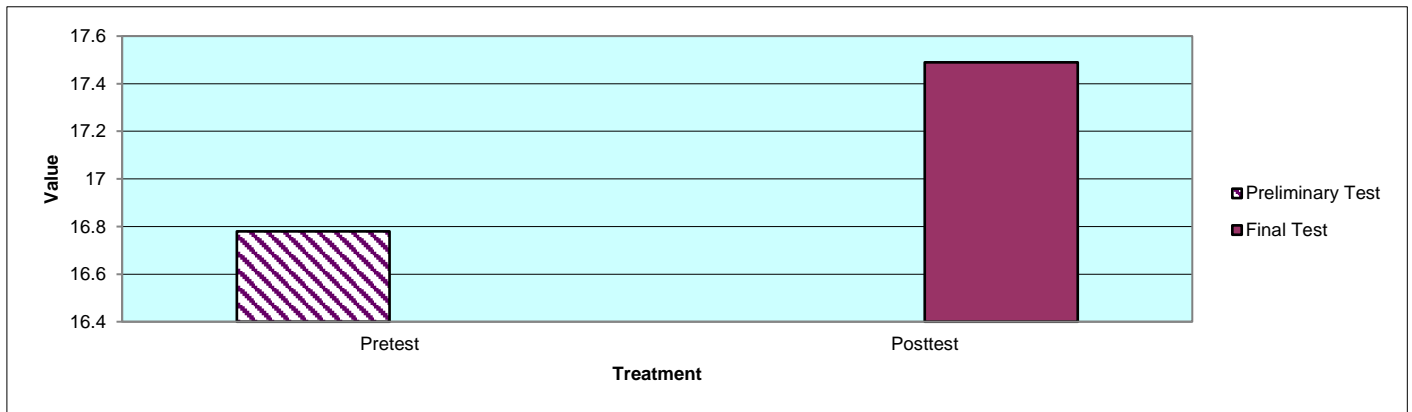 17.6
17.4
17.2
17
16.8
16.6
16.4
Value
Pretest
Posttest
Treatment
Preliminary Test
Final Test